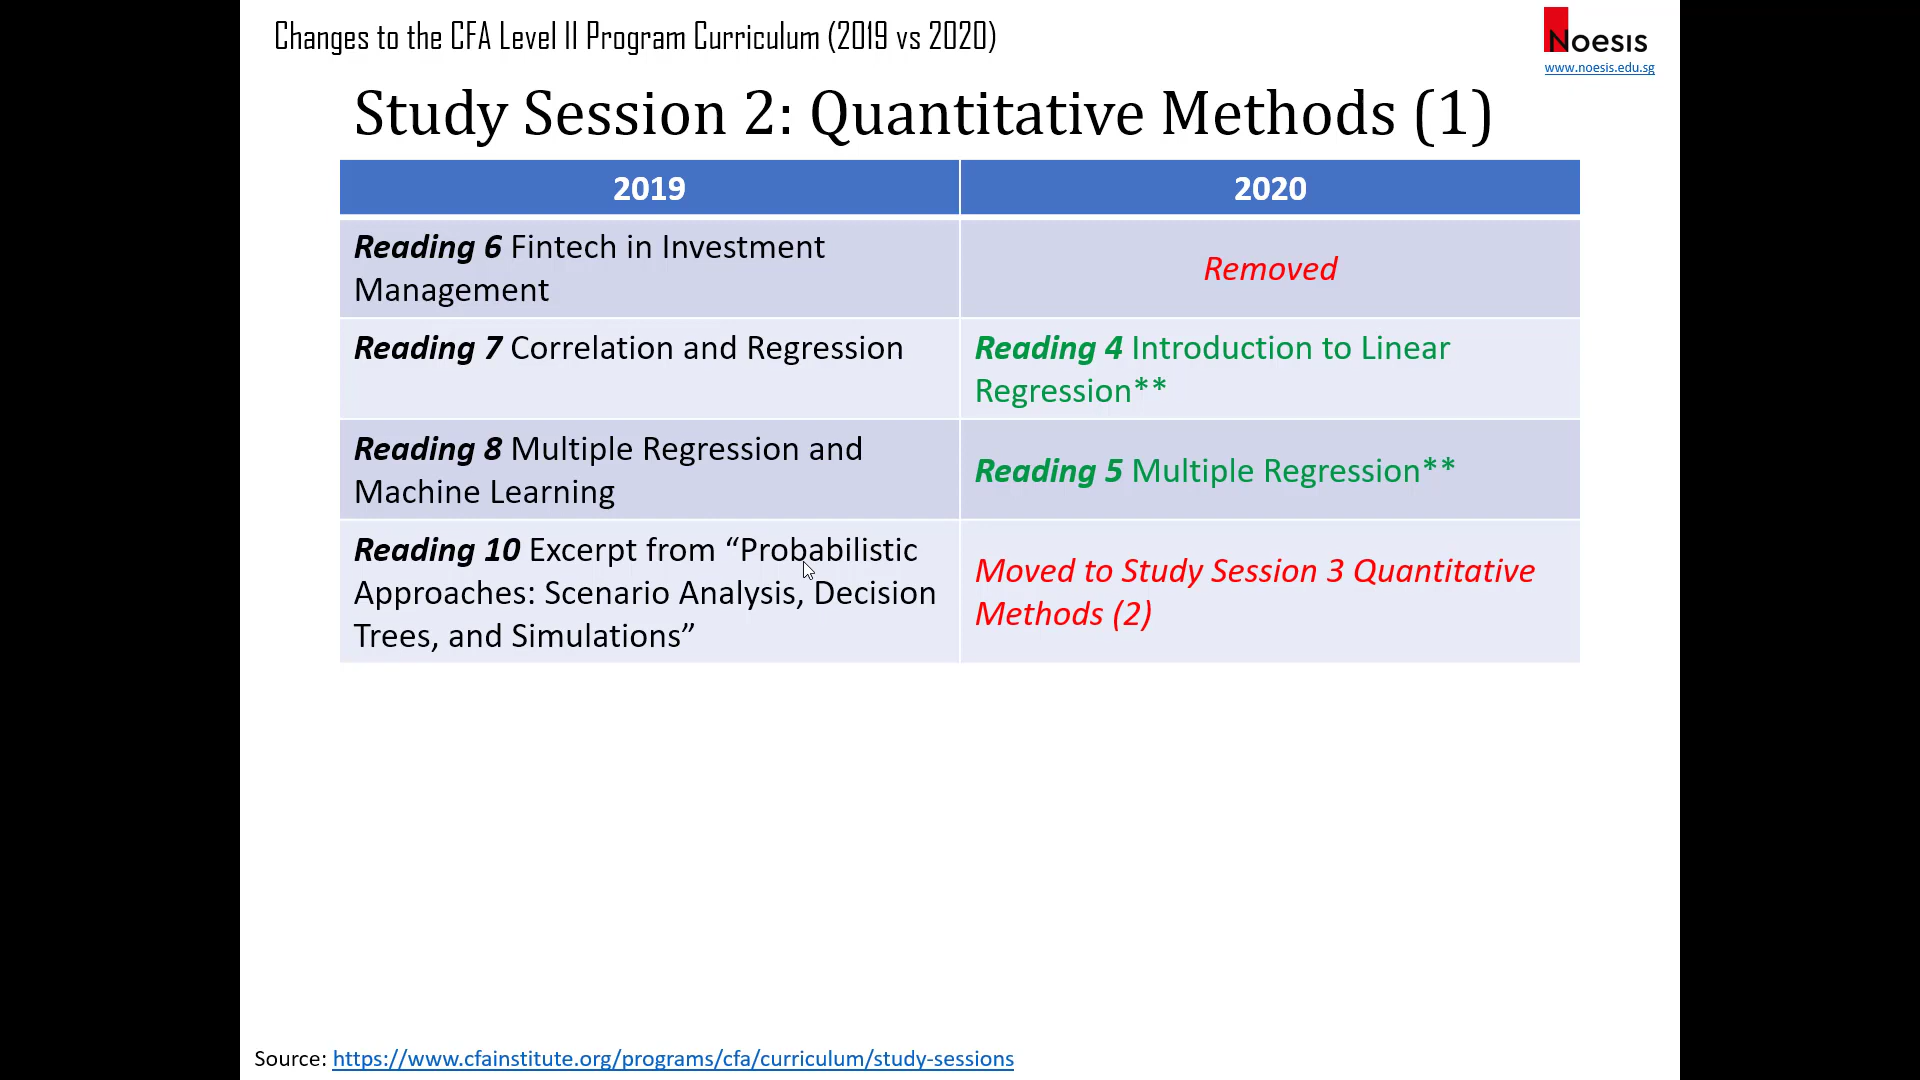 Changes to the CFA Level II Program Curriculum (2019 vs 2020)
Noesis
www.noesis.edu.sg
Study Session 2: Quantitative Methods (1)
2019
2020
Reading 6 Fintech in Investment
Management
Removed
Reading 7 Correlation and Regression
Reading 4 Introduction to Linear
Regression**
Reading 8 Multiple Regression and
Machine Learning
Reading 5 Multiple Regression**
Reading 10 Excerpt from “Probabilistic
Approaches: Scenario Analysis, Decision
Trees, and Simulations”
Moved to Study Session 3 Quantitative
Methods (2)
Source: https://www.cfainstitute.org/programs/cfa/curriculum/study-sessions